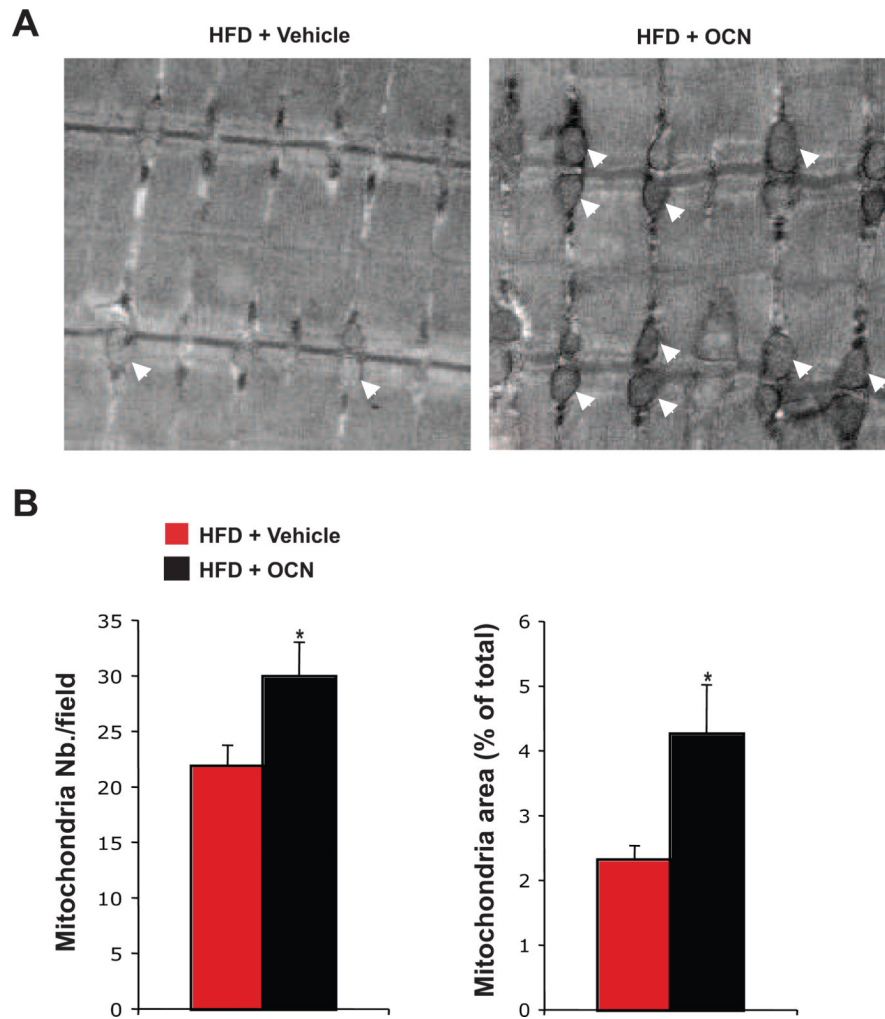 A
HFD + Vehicle
HFD + OCN
B
HFD + Vehicle
HFD + OCN
Mitochondria Nb./field
35
30
25
20
15
10
5
0
*
Mitochondria area (% of total)
6
5
4
3
2
1
0
*